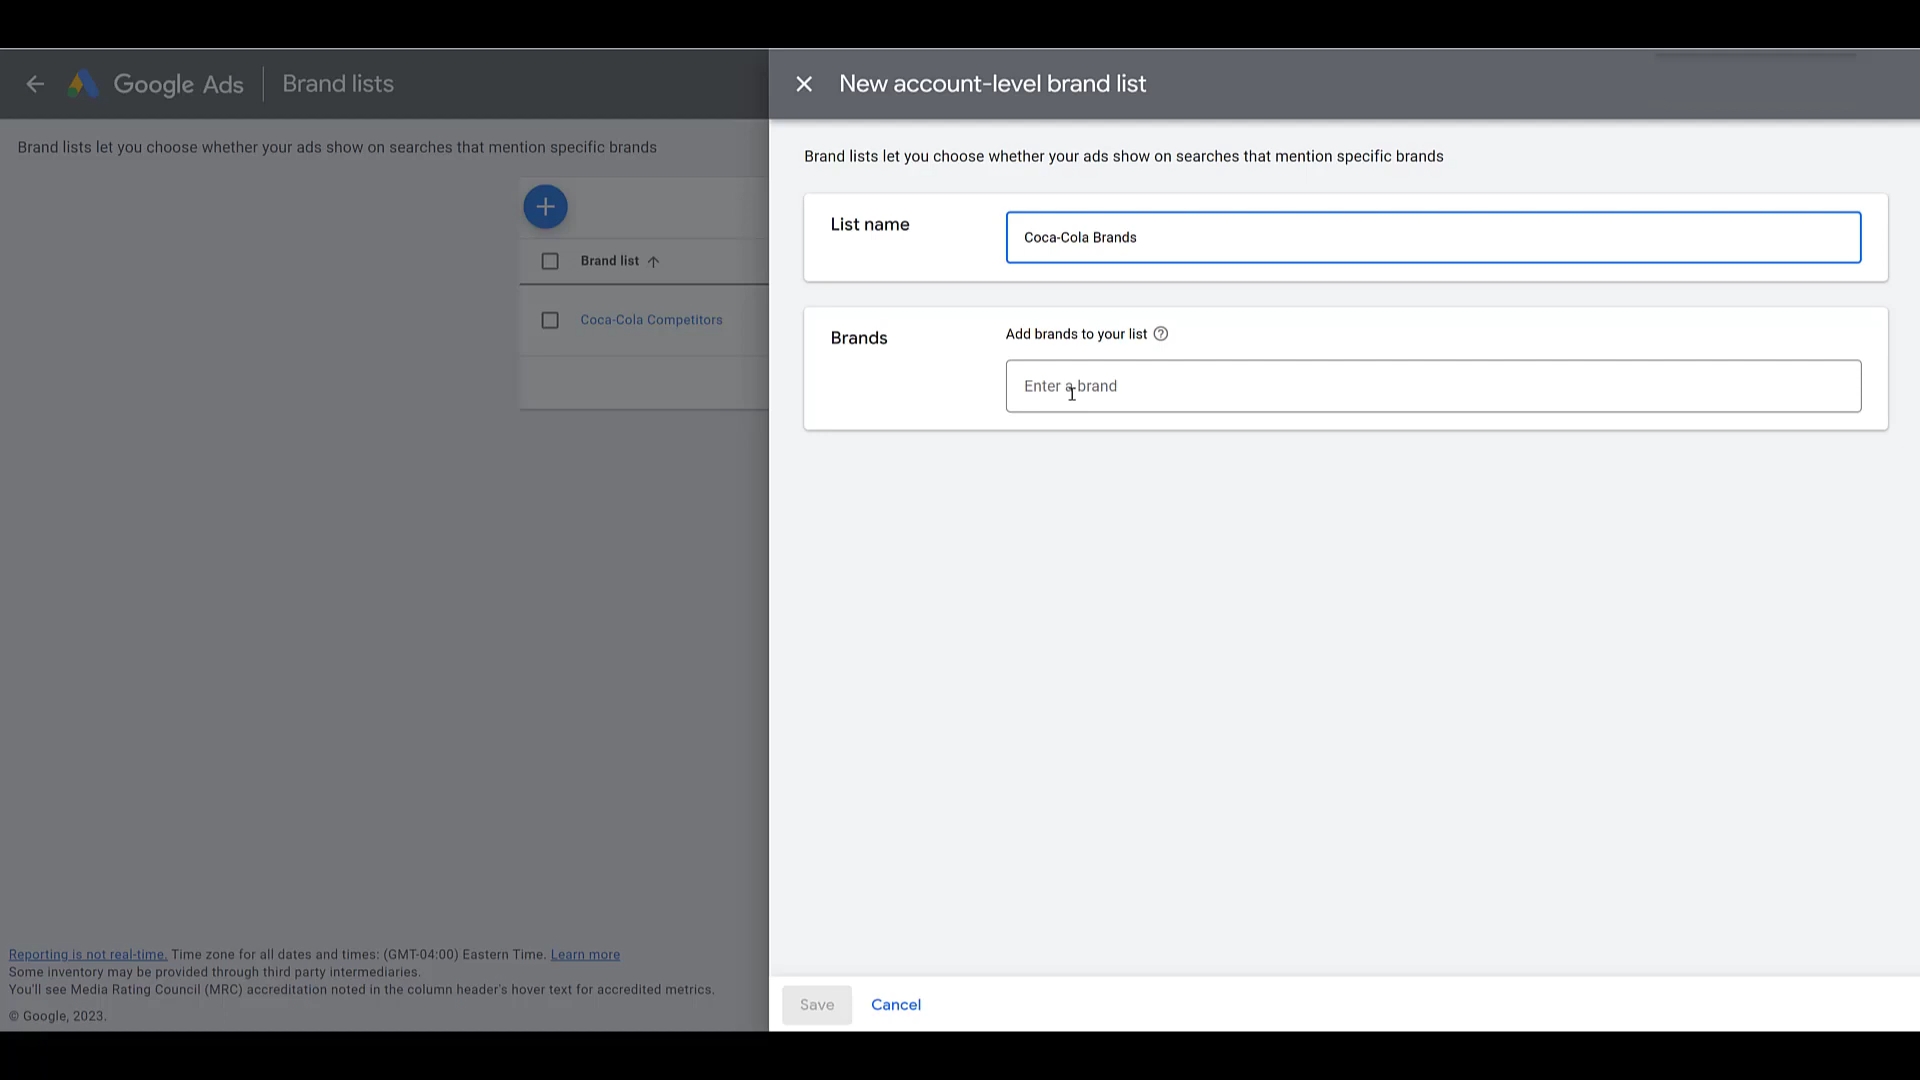 Google Ads
Brand lists
Brand lists let you choose whether your ads show on searches that mention specific brands
Brand list
Coca-Cola Competitors
Reporting is not real-time. Time zone for all dates and times: (GMT-04:00) Eastern Time. Learn more
Some inventory may be provided through third party intermediaries.
You'll see Media Rating Council (MRC) accreditation noted in the column header's hover text for accredited metrics.
© Google, 2023.
New account-level brand list
Brand lists let you choose whether your ads show on searches that mention specific brands
List name
Coca-Cola Brands
Brands
Add brands to your list
Enter a brand
Save
Cancel